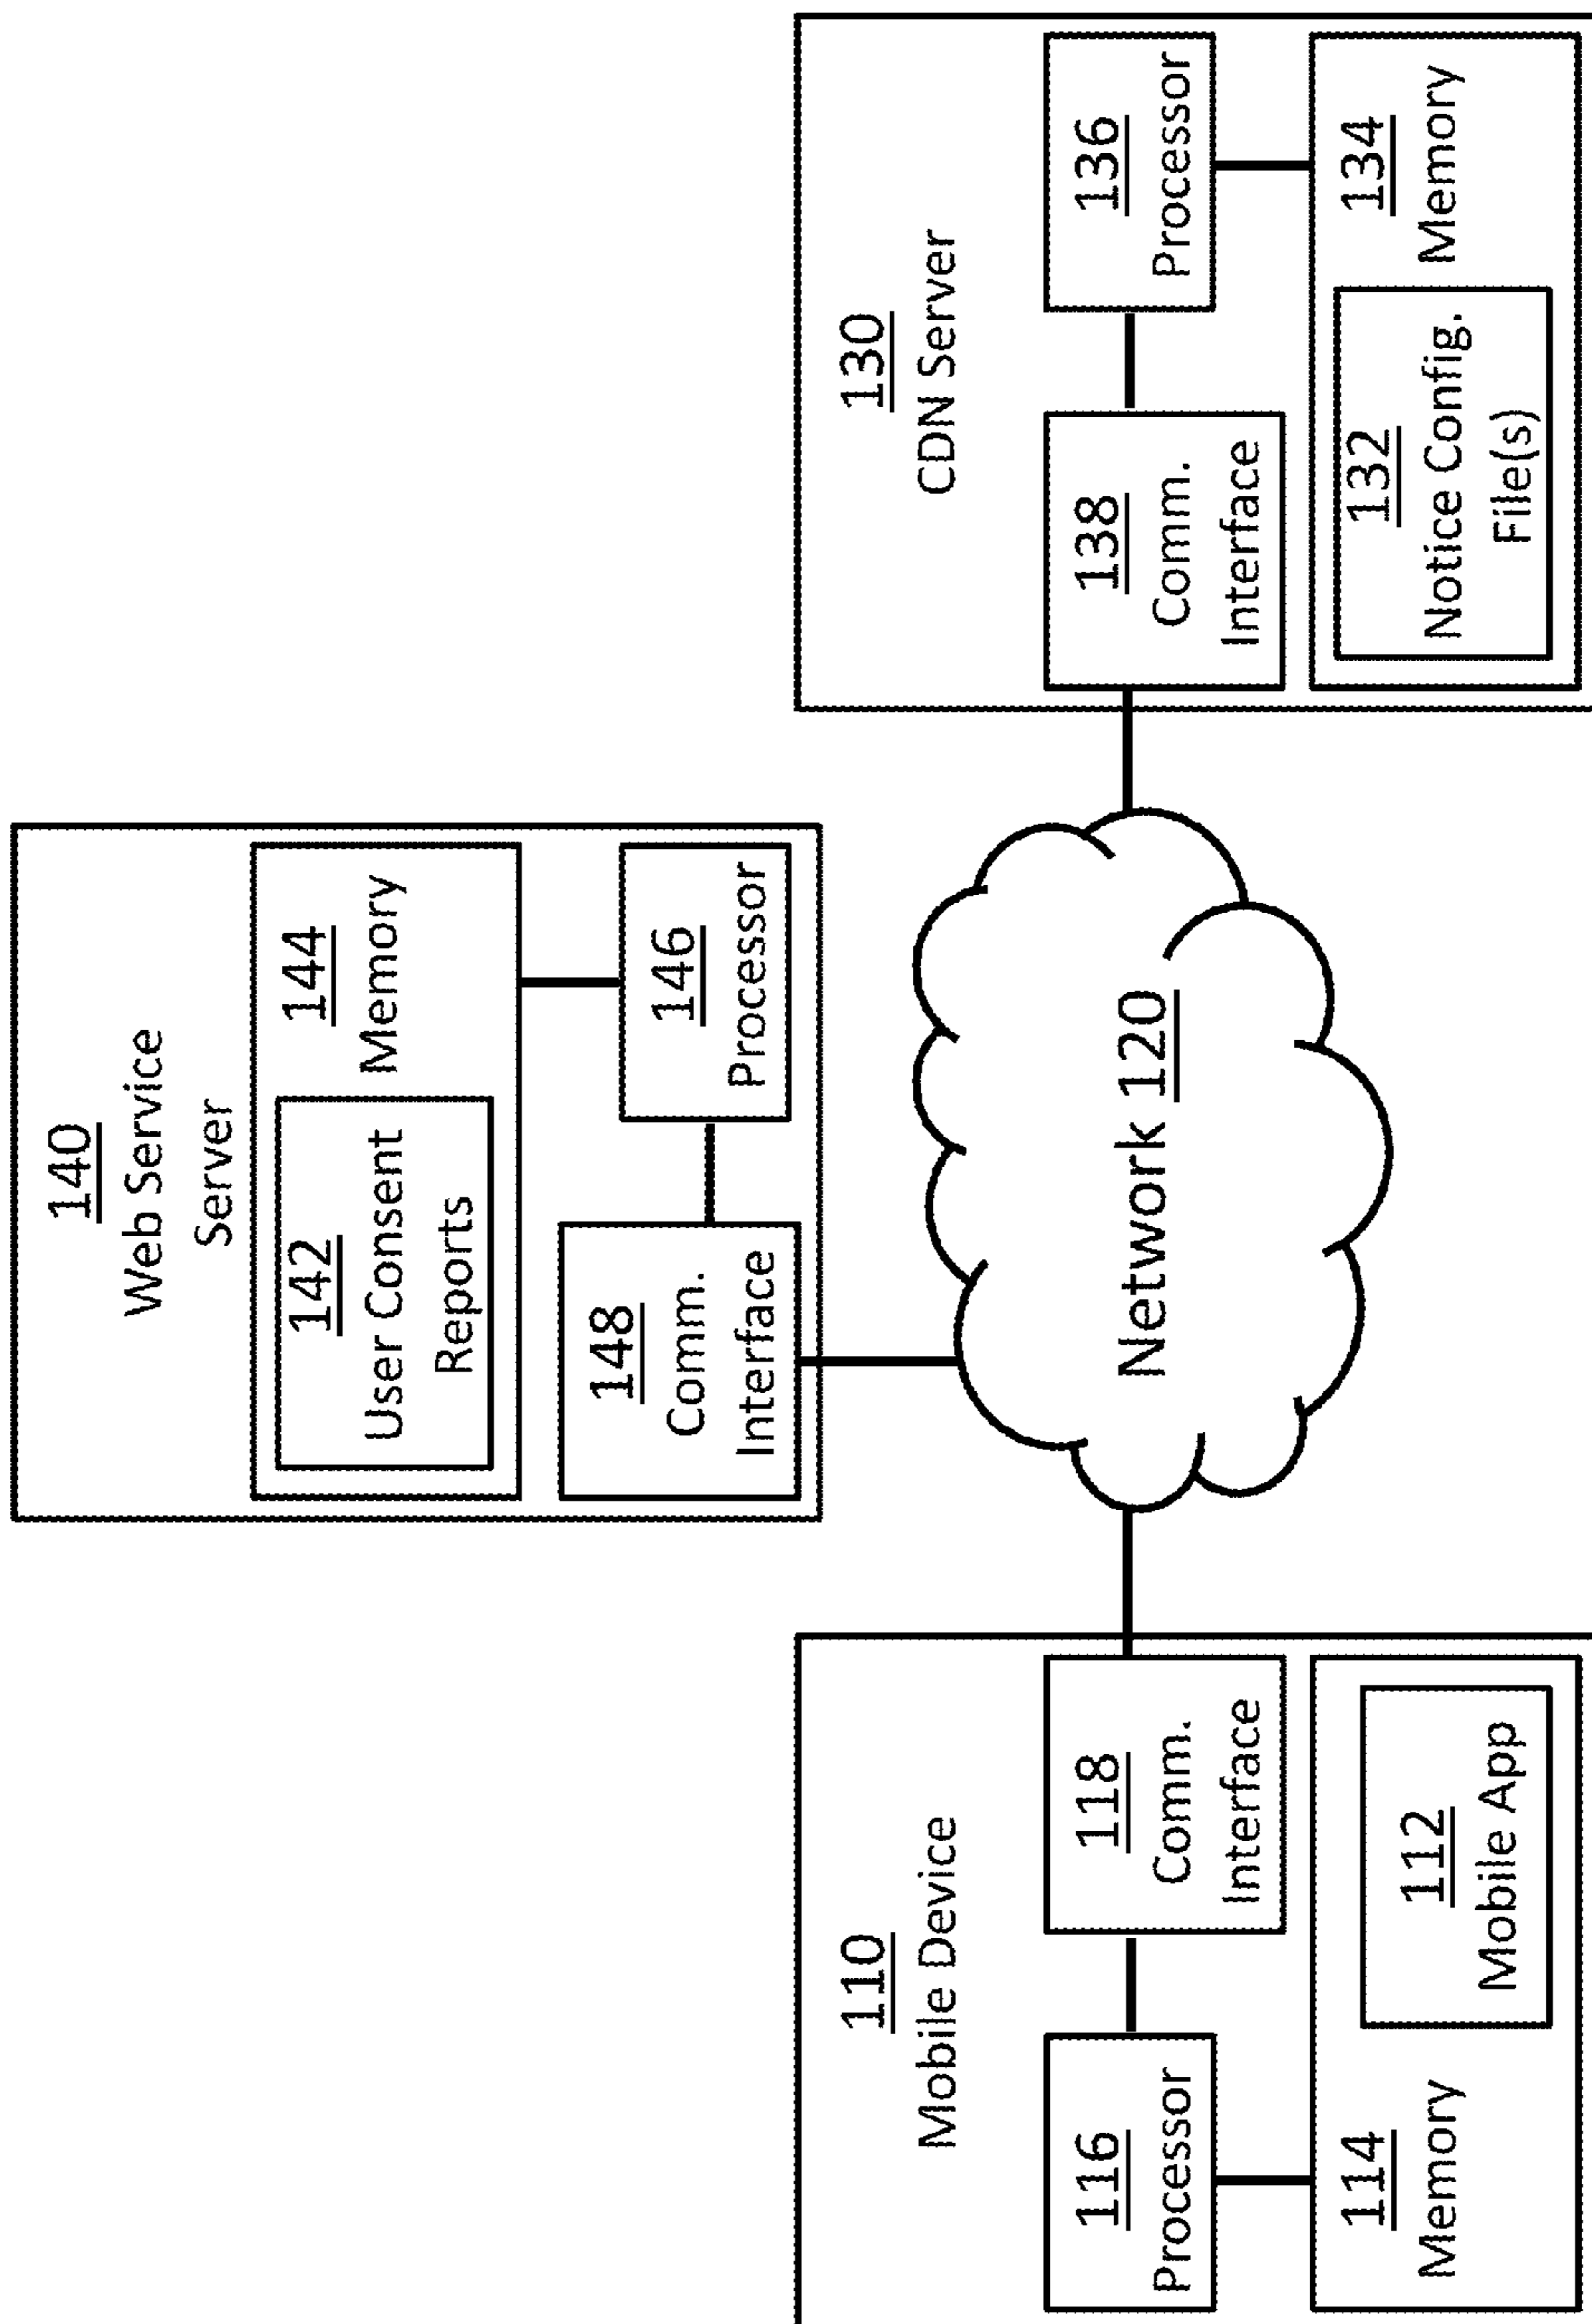 140
Web Service
Server
142
User Consent
Reports
144
Memory
148
Comm.
Interface
146
Processor
110
Mobile Device
116
Processor
118
Comm.
Interface
114
Memory
112
Mobile App
Network 120
130
CDN Server
138
Comm.
Interface
136
Processor
132
Notice Config.
File(s)
134
Memory